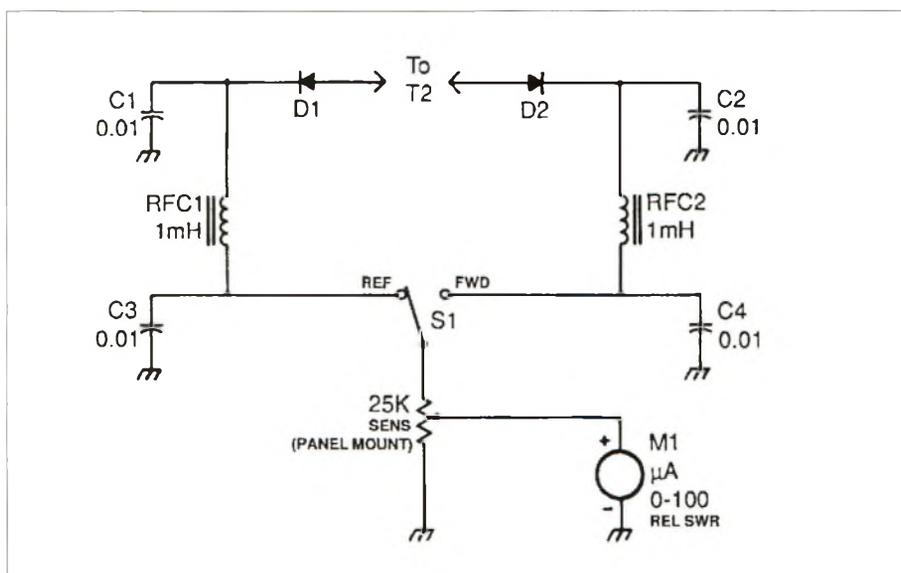 To
T2
D1
D2
C1
0.01
C2
0.01
RFC1
1mH
RFC2
1mH
REF
FWD
S1
C3
0.01
C4
0.01
25K
SENS
(PANEL MOUNT)
+
M1
μA
0-100
-
REL SWR